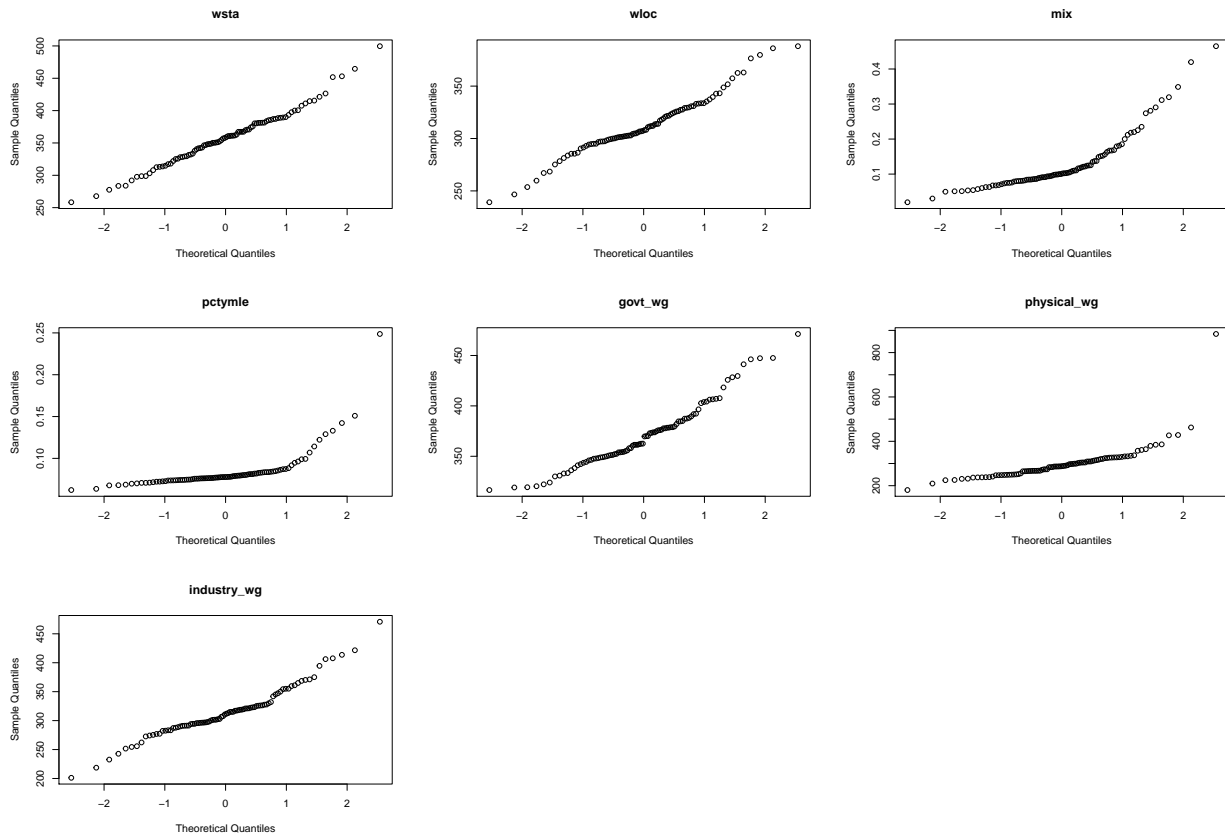 wsta
Sample Quantiles
500
450
400
350
300
250
−2 −1 0 1 2
Theoretical Quantiles
wloc
Sample Quantiles
350
300
250
−2 −1 0 1 2
Theoretical Quantiles
mix
Sample Quantiles
0.4
0.3
0.2
0.1
−2 −1 0 1 2
Theoretical Quantiles
pctymle
Sample Quantiles
0.25
0.20
0.15
0.10
−2 −1 0 1 2
Theoretical Quantiles
govt_wg
Sample Quantiles
450
400
350
−2 −1 0 1 2
Theoretical Quantiles
physical_wg
Sample Quantiles
800
600
400
200
−2 −1 0 1 2
Theoretical Quantiles
industry_wg
Sample Quantiles
450
400
350
300
250
200
−2 −1 0 1 2
Theoretical Quantiles